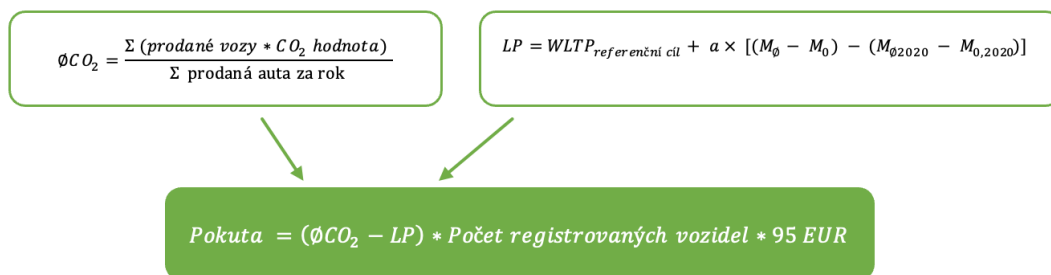 ØCO₂ = Σ (prodané vozy * CO₂ hodnota) / Σ prodaná auta za rok
LP = WLTP_referenční cíl + a × [(M_Ø − M_0) − (M_Ø2020 − M_0,2020)]
Pokuta = (ØCO₂ − LP) * Počet registrovaných vozidel * 95 EUR